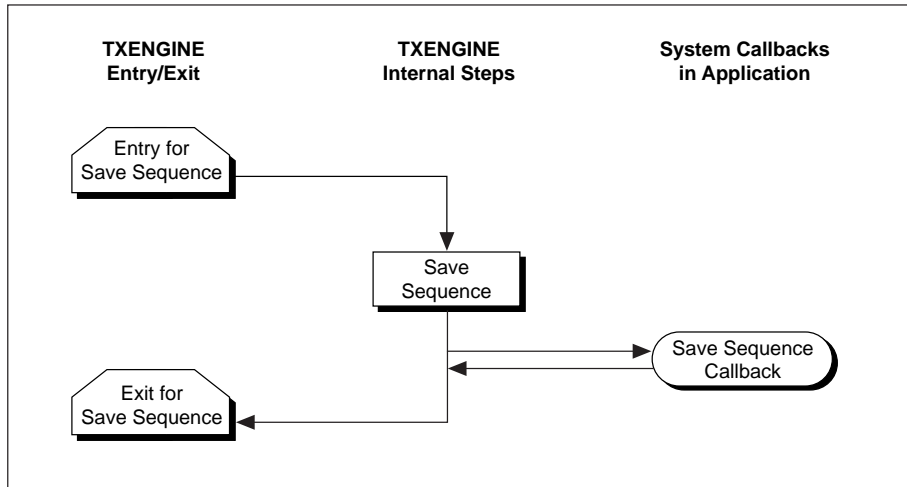 TXENGINE
Entry/Exit
TXENGINE
Internal Steps
System Callbacks
in Application
Entry for
Save Sequence
Save
Sequence
Save Sequence
Callback
Exit for
Save Sequence